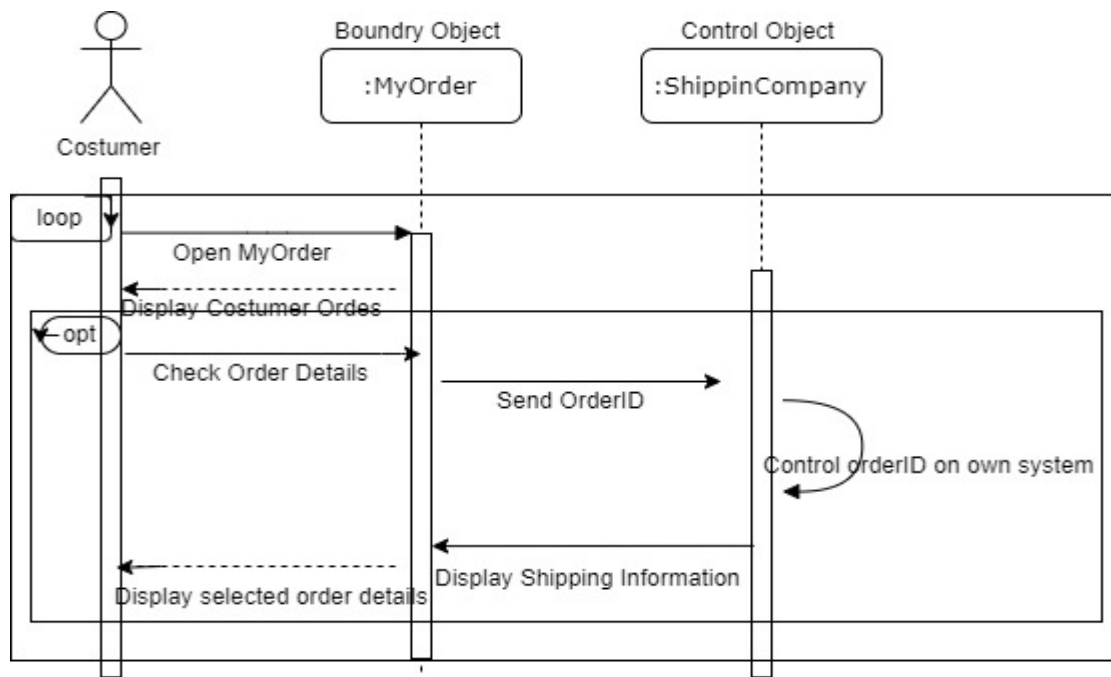 Boundry Object
Control Object
:MyOrder
:ShippinCompany
Costumer
loop
Open MyOrder
Display Costumer Ordes
opt
Check Order Details
Send OrderID
Control orderID on own system
Display Shipping Information
Display selected order details